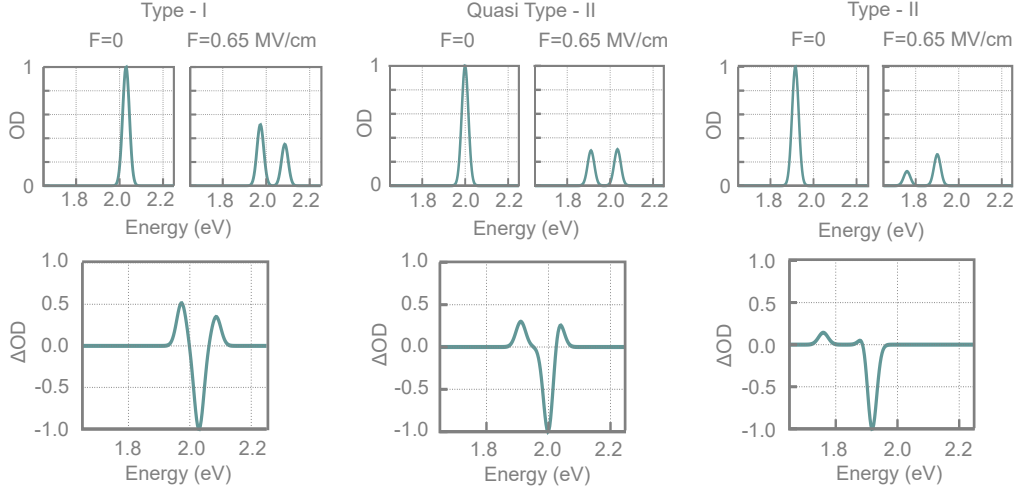 Type - I
Quasi Type - II
Type - II
F=0
F=0.65 MV/cm
F=0
F=0.65 MV/cm
F=0
F=0.65 MV/cm
1
OD
0
1.8 2.0 2.2
1.8 2.0 2.2
Energy (eV)
1
OD
0
1.8 2.0 2.2
1.8 2.0 2.2
Energy (eV)
1
OD
0
1.8 2.0 2.2
1.8 2.0 2.2
Energy (eV)
1.0
0.5
0.0
-0.5
-1.0
ΔOD
1.8 2.0 2.2
Energy (eV)
1.0
0.5
0.0
-0.5
-1.0
ΔOD
1.8 2.0 2.2
Energy (eV)
1.0
0.5
0.0
-0.5
-1.0
ΔOD
1.8 2.0 2.2
Energy (eV)